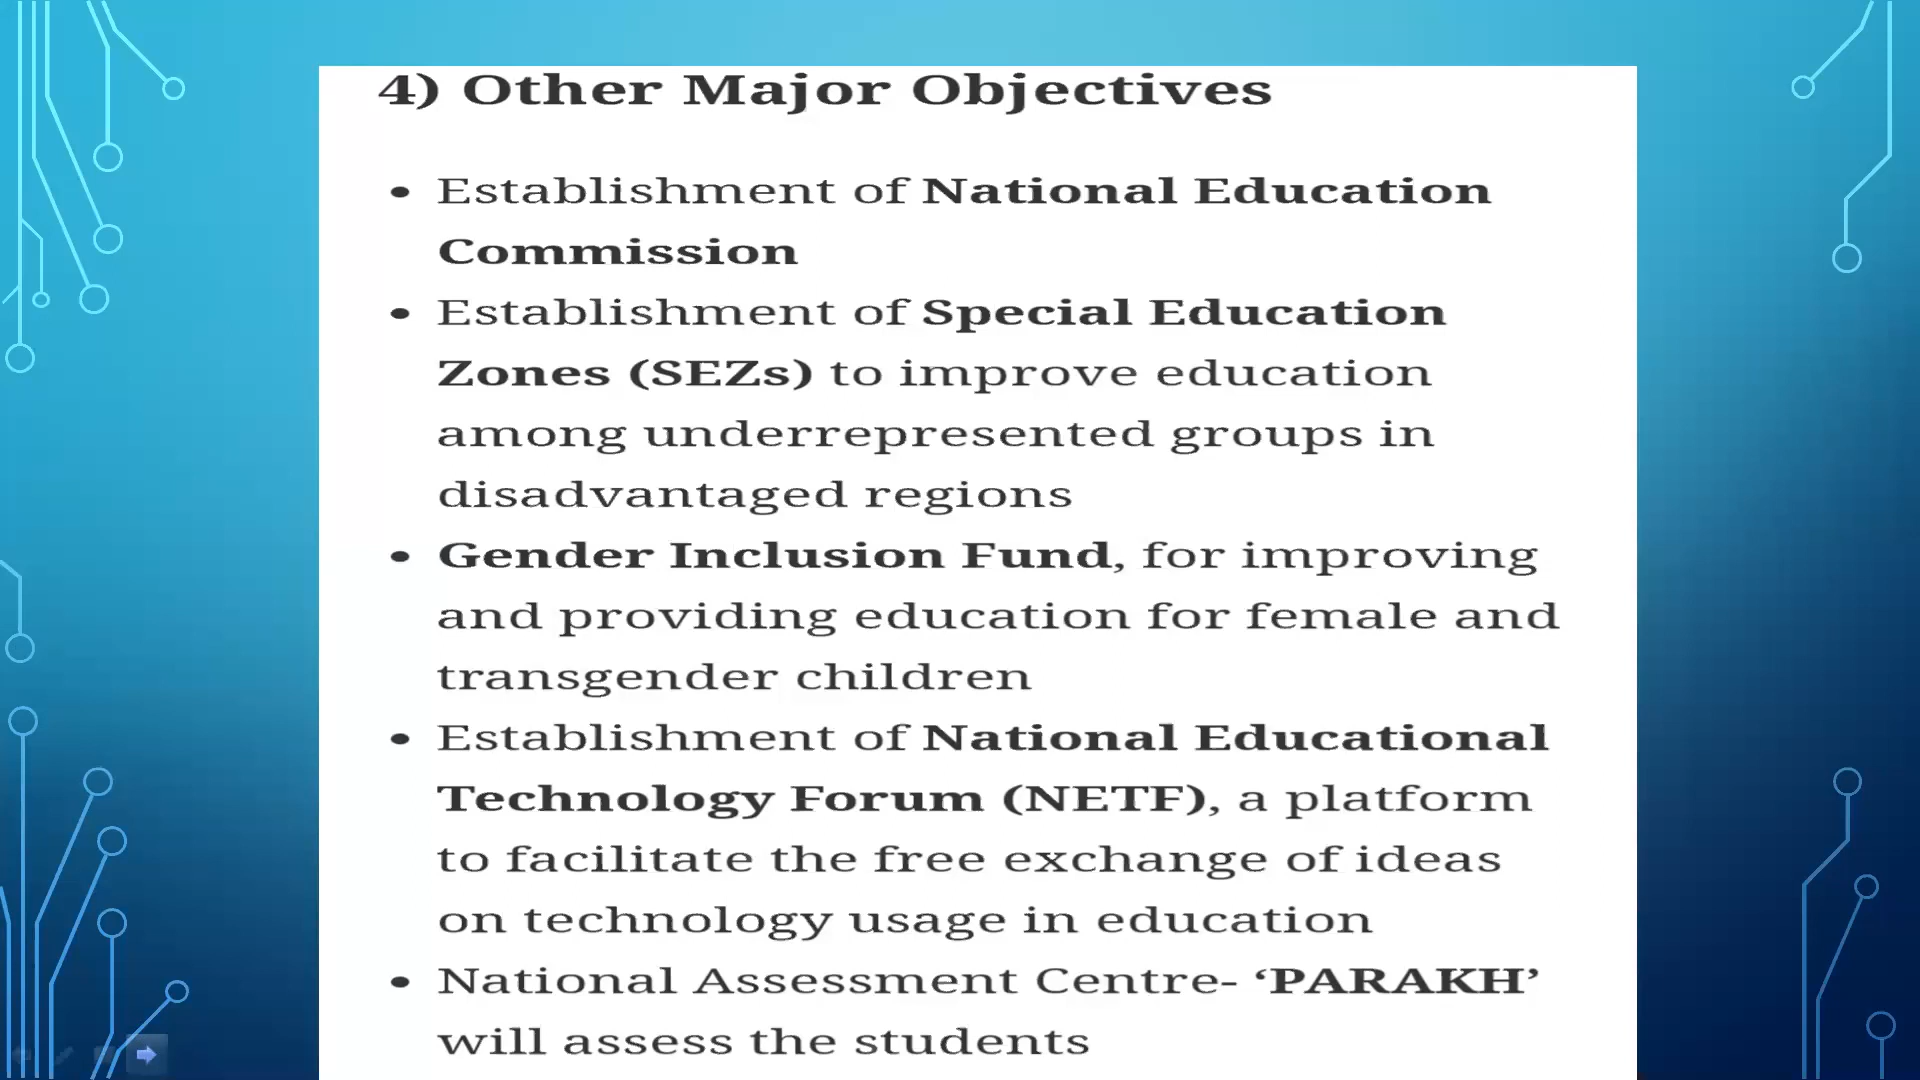 4) Other Major Objectives
• Establishment of National Education
Commission
• Establishment of Special Education
Zones (SEZs) to improve education
among underrepresented groups in
disadvantaged regions
• Gender Inclusion Fund, for improving
and providing education for female and
transgender children
• Establishment of National Educational
Technology Forum (NETF), a platform
to facilitate the free exchange of ideas
on technology usage in education
• National Assessment Centre- ‘PARAKH’
will assess the students